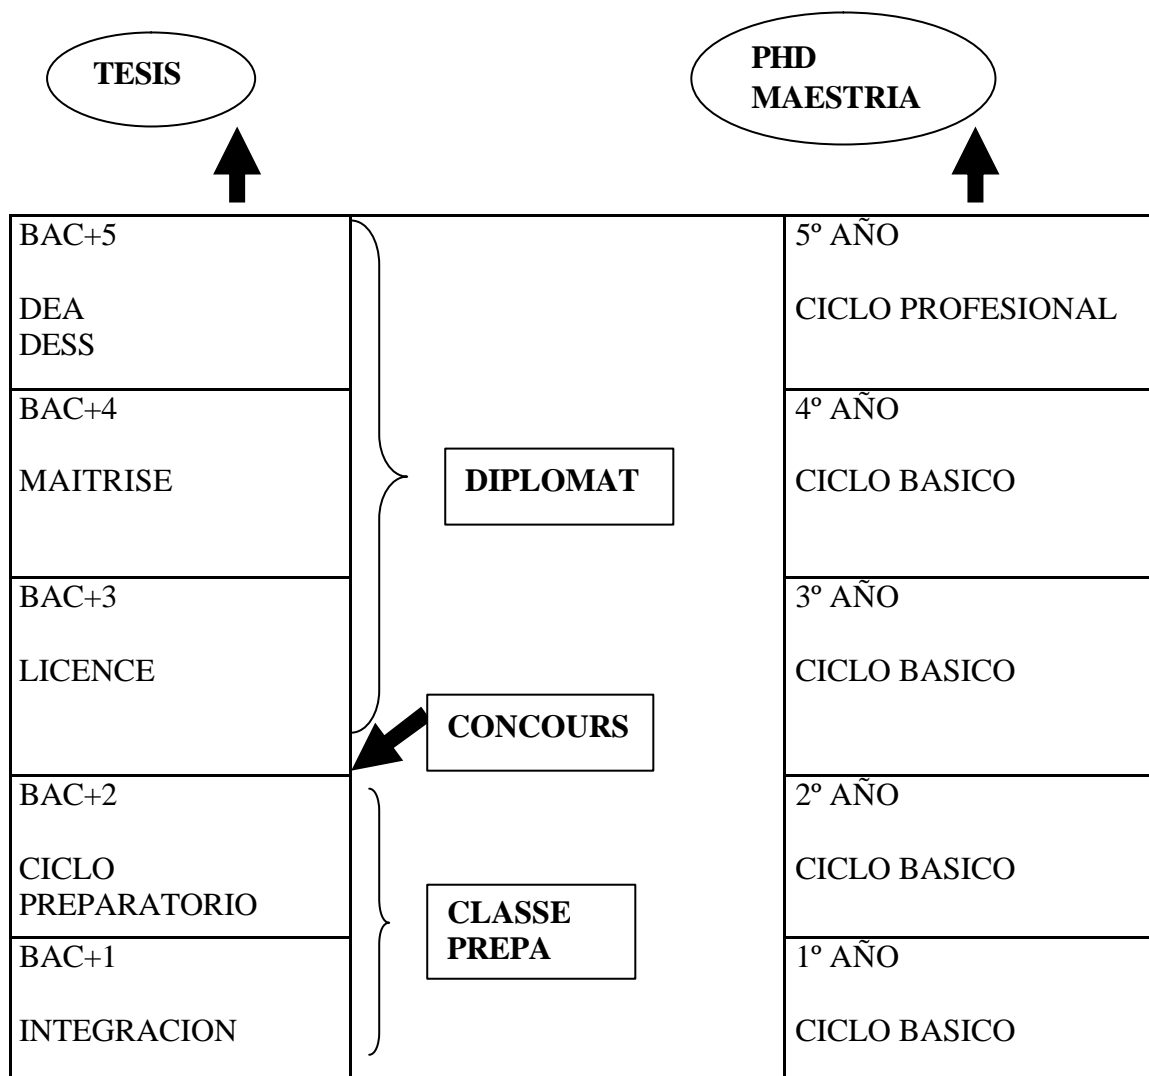 TESIS
PHD
MAESTRIA
BAC+5
DEA
DESS
5º AÑO
CICLO PROFESIONAL
BAC+4
MAITRISE
DIPLOMAT
4º AÑO
CICLO BASICO
BAC+3
LICENCE
3º AÑO
CICLO BASICO
CONCOURS
BAC+2
CICLO
PREPARATORIO
2º AÑO
CICLO BASICO
CLASSE
PREPA
BAC+1
INTEGRACION
1º AÑO
CICLO BASICO